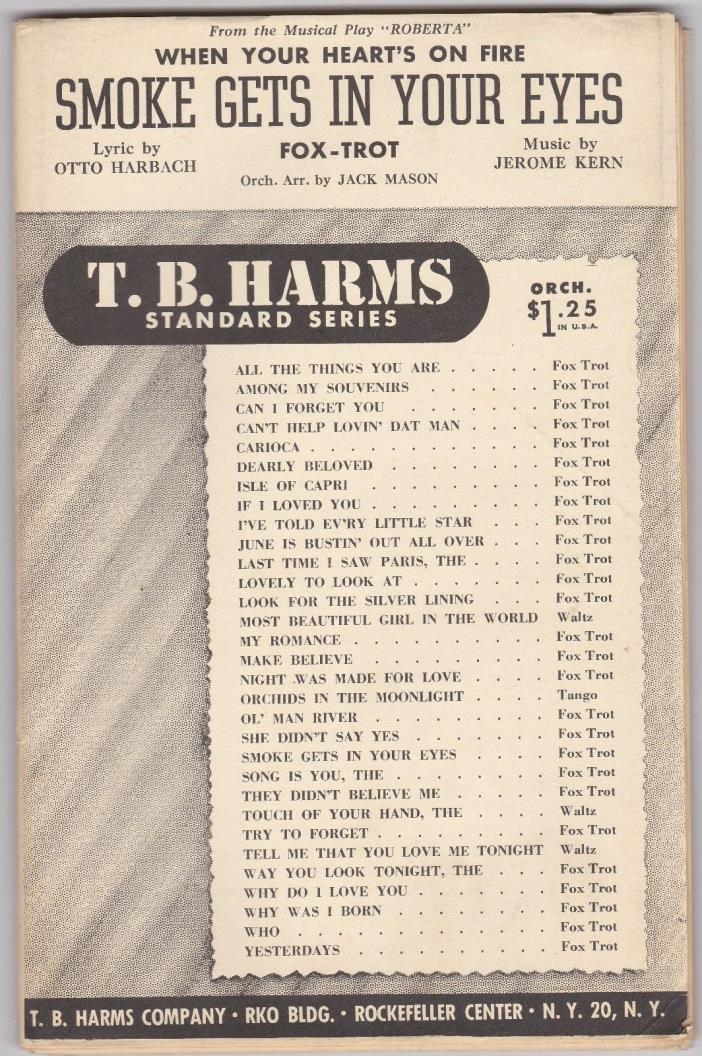 From the Musical Play "ROBERTA"
WHEN YOUR HEART'S ON FIRE
SMOKE GETS IN YOUR EYES
Lyric by
OTTO HARBACH
FOX-TROT
Music by
JEROME KERN
Orch. Arr. by JACK MASON
T. B. HARMS
STANDARD SERIES
ORCH.
$1.25
IN U.S.A.
ALL THE THINGS YOU ARE . . . . . Fox Trot
AMONG MY SOUVENIRS . . . . . . Fox Trot
CAN I FORGET YOU . . . . . . . Fox Trot
CAN'T HELP LOVIN' DAT MAN . . . . Fox Trot
CARIOCA . . . . . . . . . . . . Fox Trot
DEARLY BELOVED . . . . . . . . Fox Trot
ISLE OF CAPRI . . . . . . . . . Fox Trot
IF I LOVED YOU . . . . . . . . . Fox Trot
I'VE TOLD EV'RY LITTLE STAR . . . Fox Trot
JUNE IS BUSTIN' OUT ALL OVER . . . Fox Trot
LAST TIME I SAW PARIS, THE . . . . Fox Trot
LOVELY TO LOOK AT . . . . . . . Fox Trot
LOOK FOR THE SILVER LINING . . . Fox Trot
MOST BEAUTIFUL GIRL IN THE WORLD Waltz
MY ROMANCE . . . . . . . . . . Fox Trot
MAKE BELIEVE . . . . . . . . . Fox Trot
NIGHT WAS MADE FOR LOVE . . . . Fox Trot
ORCHIDS IN THE MOONLIGHT . . . . Tango
OL' MAN RIVER . . . . . . . . . Fox Trot
SHE DIDN'T SAY YES . . . . . . . Fox Trot
SMOKE GETS IN YOUR EYES . . . . Fox Trot
SONG IS YOU, THE . . . . . . . . Fox Trot
THEY DIDN'T BELIEVE ME . . . . . Fox Trot
TOUCH OF YOUR HAND, THE . . . . Waltz
TRY TO FORGET . . . . . . . . . Fox Trot
TELL ME THAT YOU LOVE ME TONIGHT Waltz
WAY YOU LOOK TONIGHT, THE . . . Fox Trot
WHY DO I LOVE YOU . . . . . . . Fox Trot
WHY WAS I BORN . . . . . . . . Fox Trot
WHO . . . . . . . . . . . . . Fox Trot
YESTERDAYS . . . . . . . . . . Fox Trot
T. B. HARMS COMPANY · RKO BLDG. · ROCKEFELLER CENTER · N. Y. 20, N. Y.